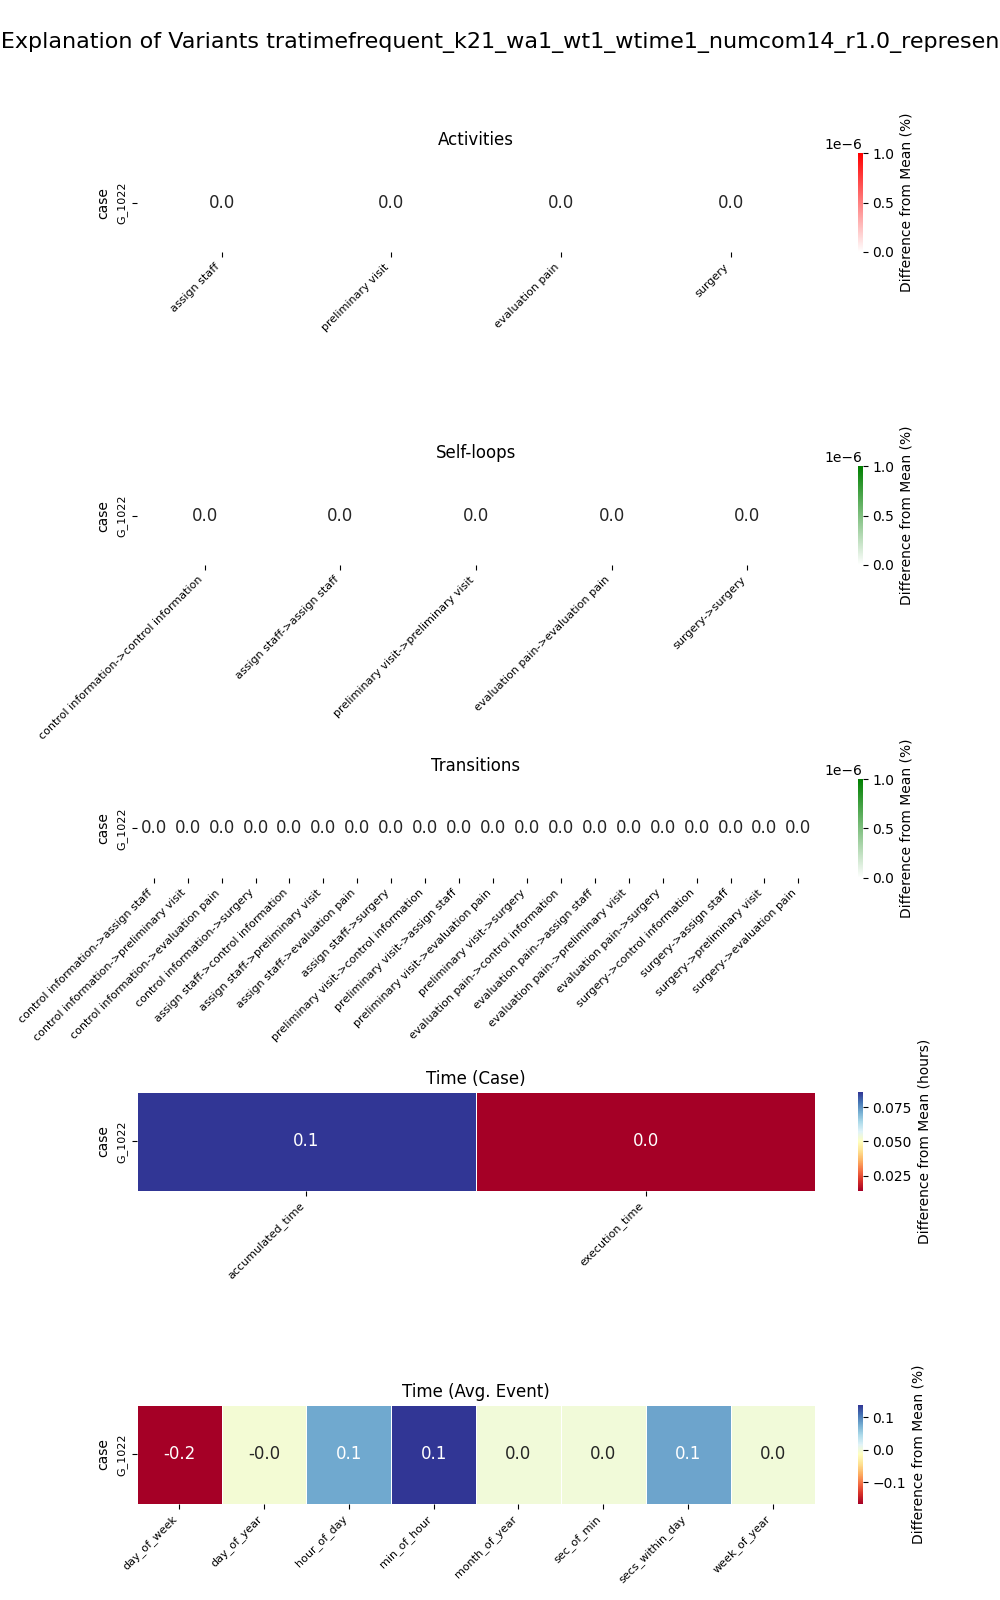 Explanation of Variants tratimefrequent_k21_wa1_wt1_wtime1_numcom14_r1.0_represen
Activities
case
G_1022
0.0 0.0 0.0 0.0
assign staff
preliminary visit
evaluation pain
surgery
1e−6
1.0
0.5
0.0
Difference from Mean (%)
Self-loops
case
G_1022
0.0 0.0 0.0 0.0 0.0
control information->control information
assign staff->assign staff
preliminary visit->preliminary visit
evaluation pain->evaluation pain
surgery->surgery
1e−6
1.0
0.5
0.0
Difference from Mean (%)
Transitions
case
G_1022
0.0 0.0 0.0 0.0 0.0 0.0 0.0 0.0 0.0 0.0 0.0 0.0 0.0 0.0 0.0 0.0 0.0 0.0 0.0 0.0
control information->assign staff
control information->preliminary visit
control information->evaluation pain
control information->surgery
assign staff->control information
assign staff->preliminary visit
assign staff->evaluation pain
assign staff->surgery
preliminary visit->control information
preliminary visit->assign staff
preliminary visit->evaluation pain
preliminary visit->surgery
evaluation pain->control information
evaluation pain->assign staff
evaluation pain->preliminary visit
evaluation pain->surgery
surgery->control information
surgery->assign staff
surgery->preliminary visit
surgery->evaluation pain
1e−6
1.0
0.5
0.0
Difference from Mean (%)
Time (Case)
case
G_1022
0.1 0.0
accumulated_time
execution_time
0.075
0.050
0.025
Difference from Mean (hours)
Time (Avg. Event)
case
G_1022
-0.2 -0.0 0.1 0.1 0.0 0.0 0.1 0.0
day_of_week
day_of_year
hour_of_day
min_of_hour
month_of_year
sec_of_min
secs_within_day
week_of_year
0.1
0.0
−0.1
Difference from Mean (%)